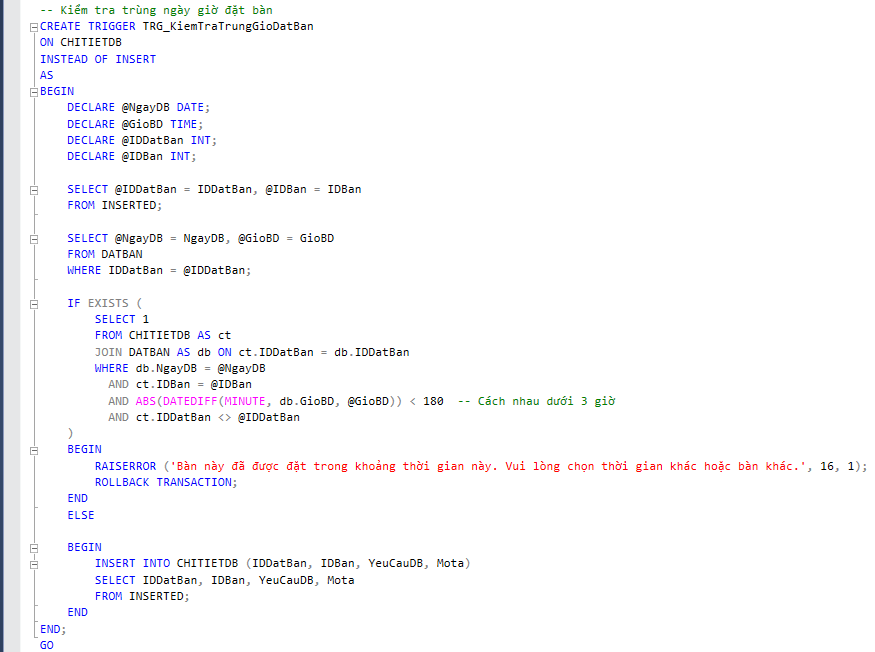 -- Kiểm tra trùng ngày giờ đặt bàn
CREATE TRIGGER TRG_KiemTraTrungGioDatBan
ON CHITIETDB
INSTEAD OF INSERT
AS
BEGIN
DECLARE @NgayDB DATE;
DECLARE @GioBD TIME;
DECLARE @IDDatBan INT;
DECLARE @IDBan INT;
SELECT @IDDatBan = IDDatBan, @IDBan = IDBan
FROM INSERTED;
SELECT @NgayDB = NgayDB, @GioBD = GioBD
FROM DATBAN
WHERE IDDatBan = @IDDatBan;
IF EXISTS (
SELECT 1
FROM CHITIETDB AS ct
JOIN DATBAN AS db ON ct.IDDatBan = db.IDDatBan
WHERE db.NgayDB = @NgayDB
AND ct.IDBan = @IDBan
AND ABS(DATEDIFF(MINUTE, db.GioBD, @GioBD)) < 180 -- Cách nhau dưới 3 giờ
AND ct.IDDatBan <> @IDDatBan
)
BEGIN
RAISERROR ('Bàn này đã được đặt trong khoảng thời gian này. Vui lòng chọn thời gian khác hoặc bàn khác.', 16, 1);
ROLLBACK TRANSACTION;
END
ELSE
BEGIN
INSERT INTO CHITIETDB (IDDatBan, IDBan, YeuCauDB, Mota)
SELECT IDDatBan, IDBan, YeuCauDB, Mota
FROM INSERTED;
END
END;
GO